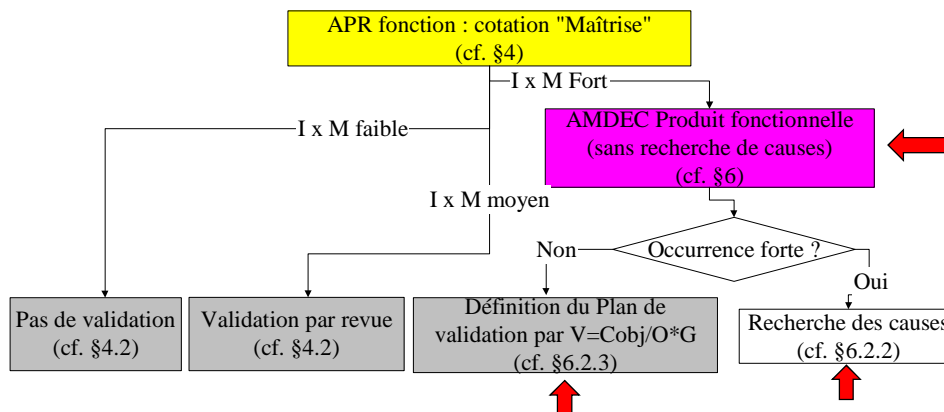 APR fonction : cotation "Maîtrise"
(cf. §4)
I x M Fort
I x M faible
AMDEC Produit fonctionnelle
(sans recherche de causes)
(cf. §6)
I x M moyen
Non
Occurrence forte ?
Oui
Pas de validation
(cf. §4.2)
Validation par revue
(cf. §4.2)
Définition du Plan de
validation par V=Cobj/O*G
(cf. §6.2.3)
Recherche des causes
(cf. §6.2.2)